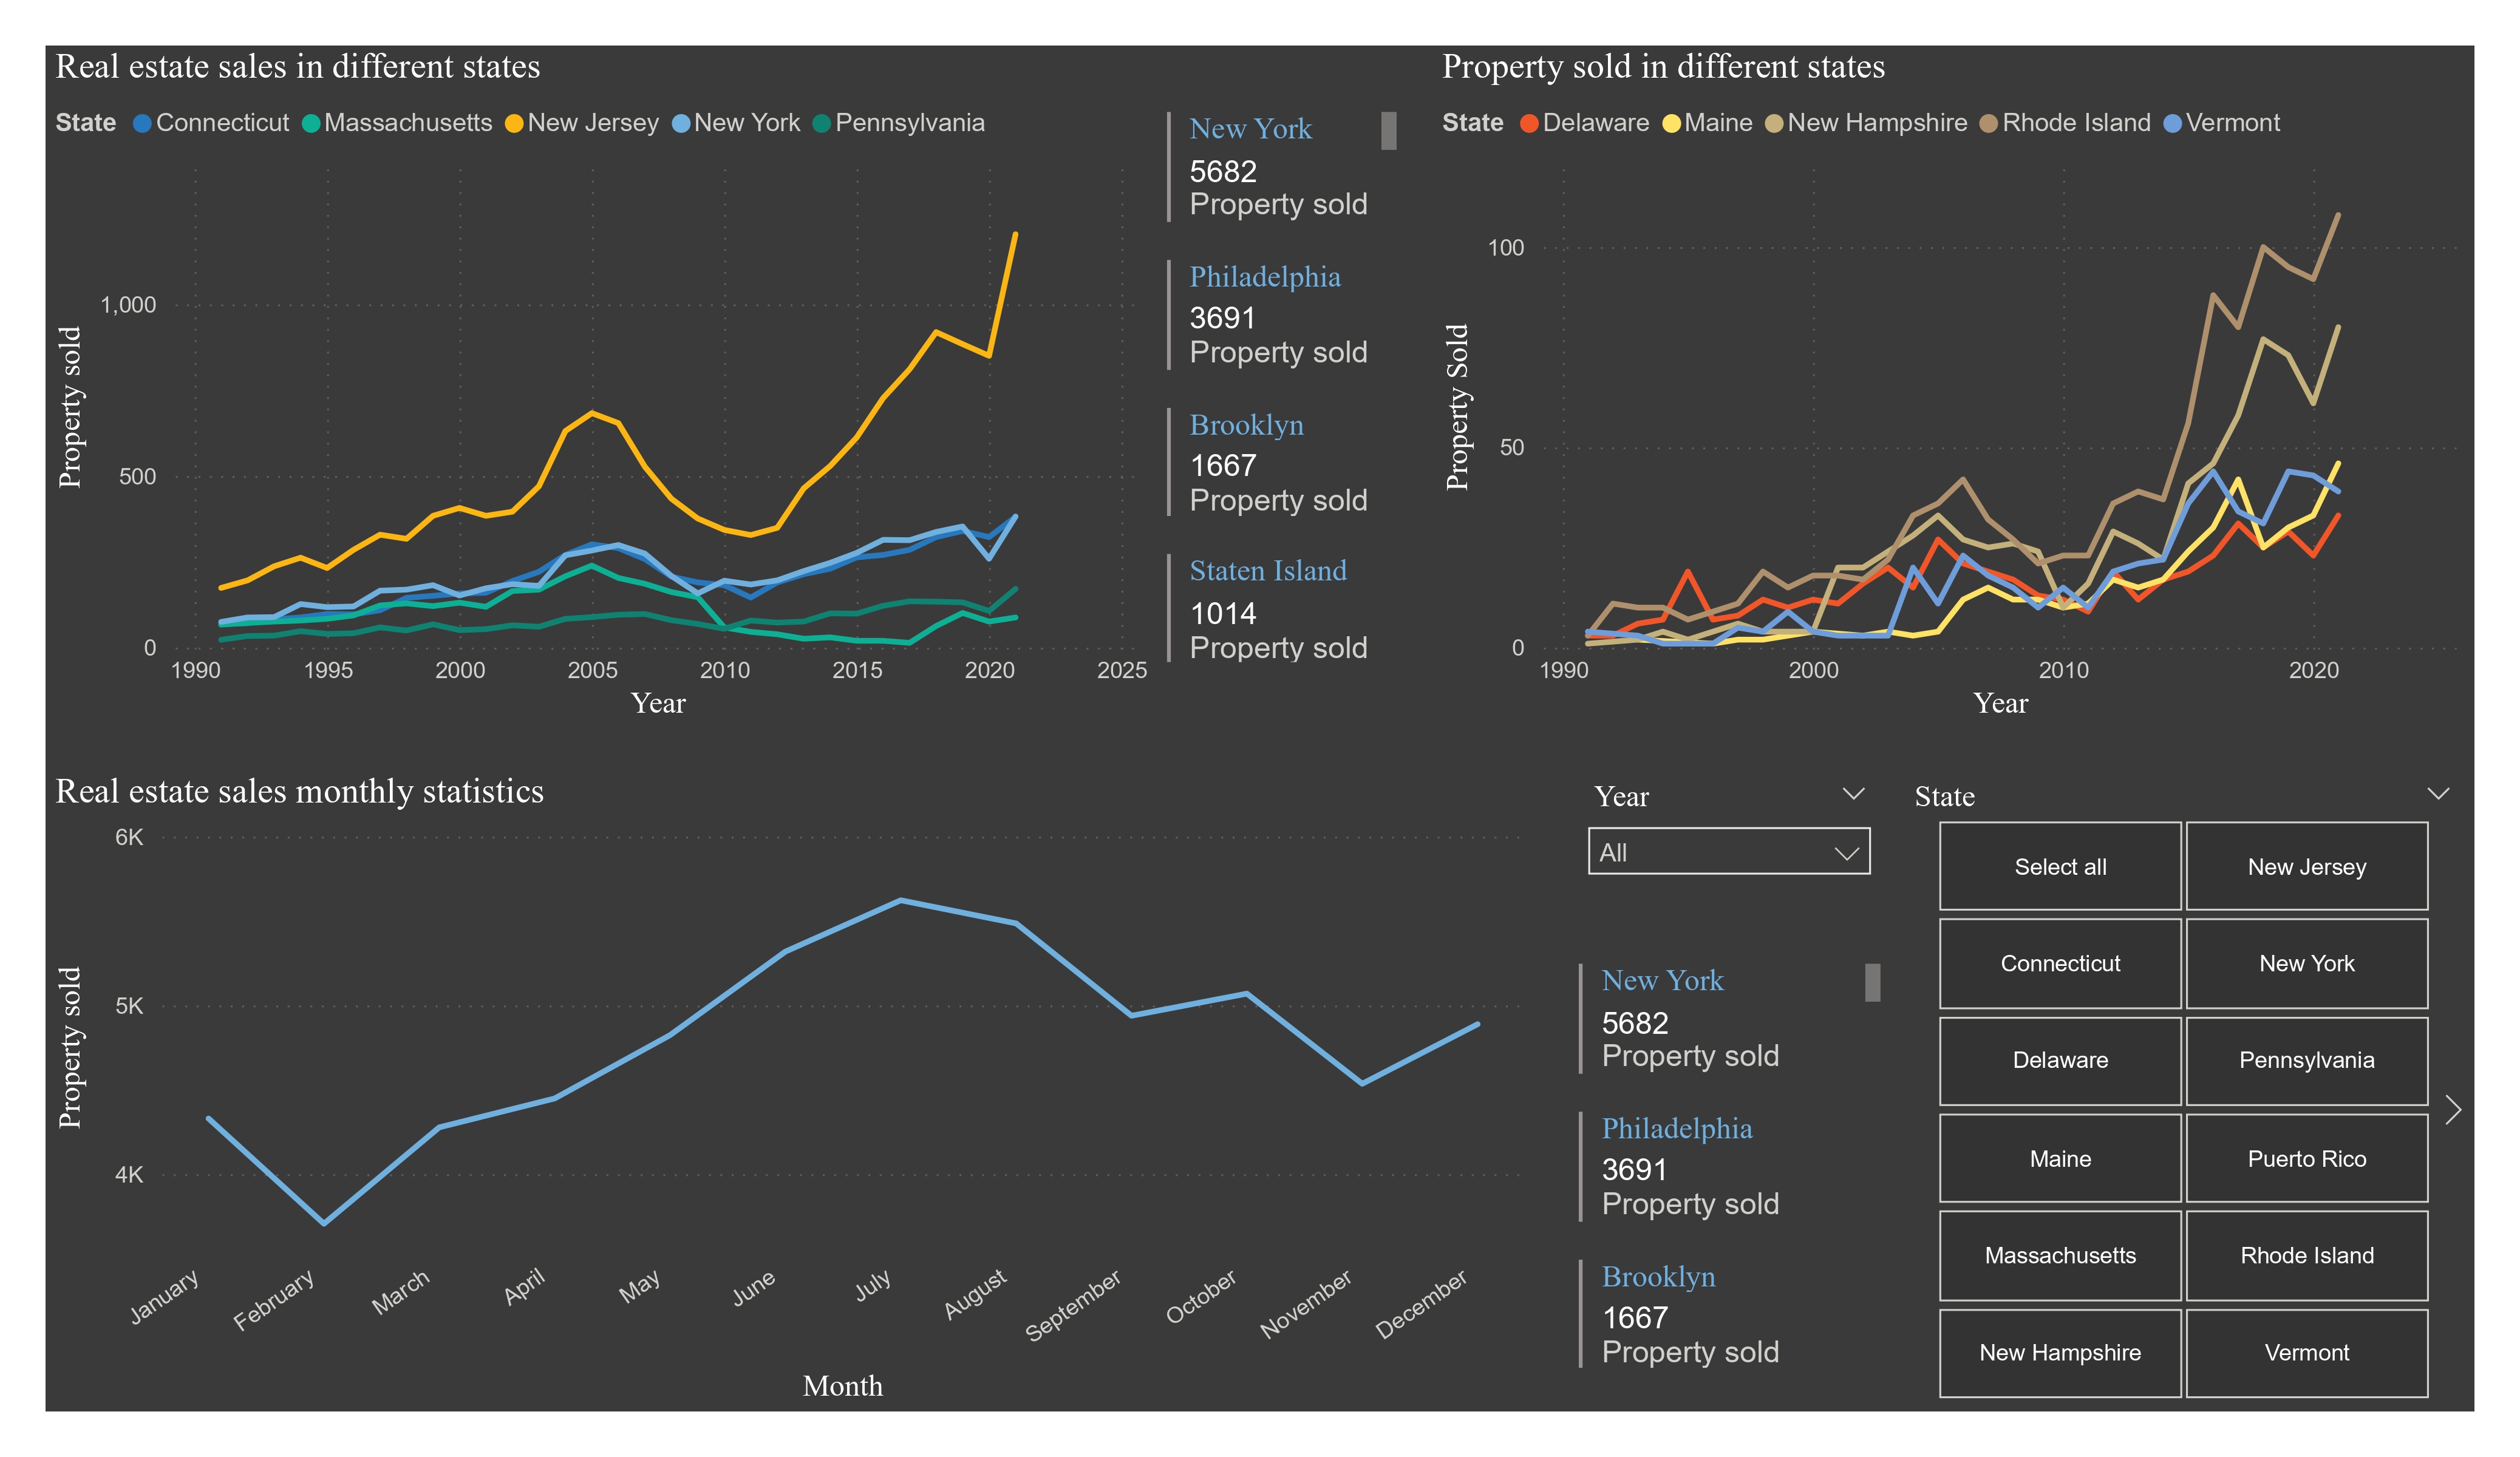 Real estate sales in different states
State Connecticut Massachusetts New Jersey New York Pennsylvania
Property sold
1,000
500
0
1990 1995 2000 2005 2010 2015 2020 2025
Year
New York
5682
Property sold
Philadelphia
3691
Property sold
Brooklyn
1667
Property sold
Staten Island
1014
Property sold
Property sold in different states
State Delaware Maine New Hampshire Rhode Island Vermont
Property Sold
100
50
0
1990 2000 2010 2020
Year
Real estate sales monthly statistics
Property sold
6K
5K
4K
January February March April May June July August September October November December
Month
Year
All
New York
5682
Property sold
Philadelphia
3691
Property sold
Brooklyn
1667
Property sold
State
Select all New Jersey
Connecticut New York
Delaware Pennsylvania
Maine Puerto Rico
Massachusetts Rhode Island
New Hampshire Vermont